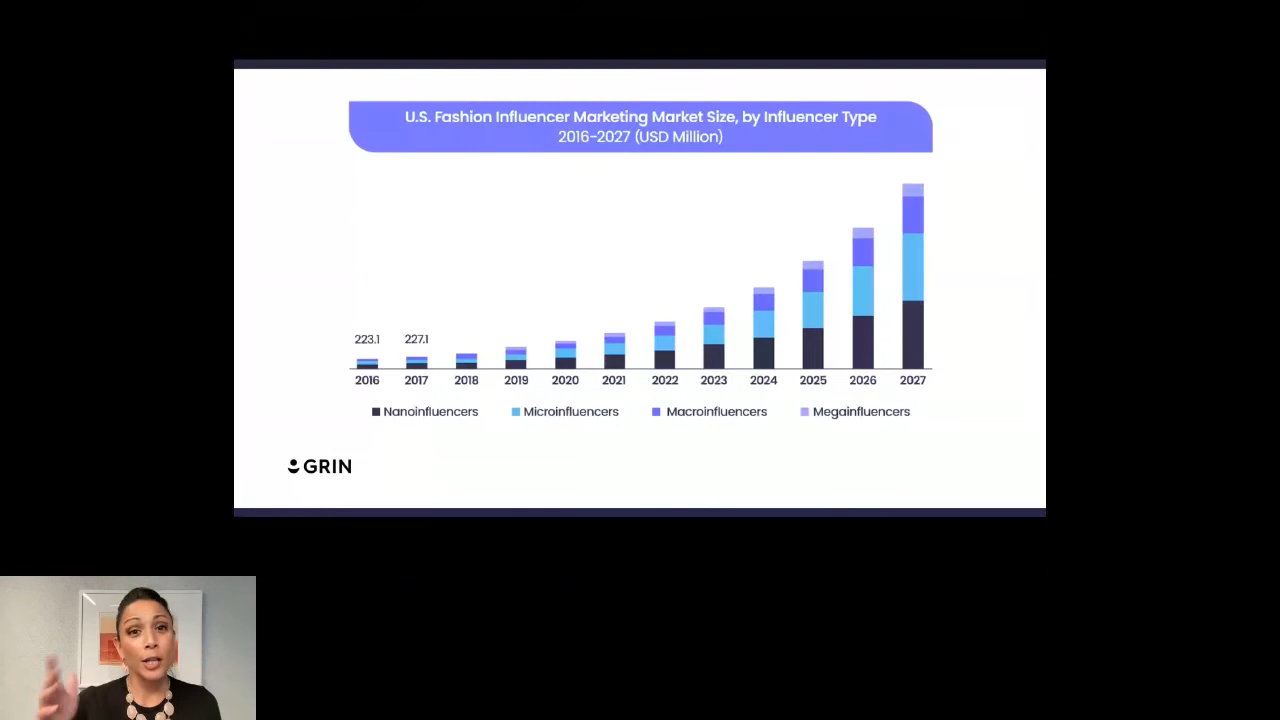 U.S. Fashion Influencer Marketing Market Size, by Influencer Type
2016-2027 (USD Million)
223.1 227.1
2016 2017 2018 2019 2020 2021 2022 2023 2024 2025 2026 2027
Nanoinfluencers Microinfluencers Macroinfluencers Megainfluencers
GRIN